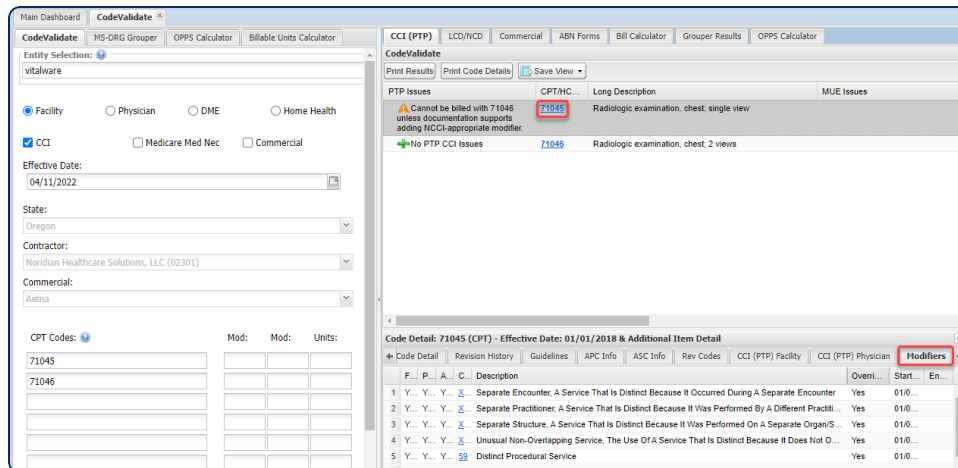 Main Dashboard CodeValidate
CodeValidate MS-DRG Grouper OPPS Calculator Billable Units Calculator
Entity Selection:
vitalware
Facility Physician DME Home Health
CCI Medicare Med Nec Commercial
Effective Date:
04/11/2022
State:
Oregon
Contractor:
Noridian Healthcare Solutions, LLC (02301)
Commercial:
Aetna
CPT Codes: Mod: Mod: Units:
71045
71046
CCI (PTP) LCD/NCD Commercial ABN Forms Bill Calculator Grouper Results OPPS Calculator
CodeValidate
Print Results Print Code Details Save View
PTP Issues CPT/HC... Long Description MUE Issues
Cannot be billed with 71046 71045 Radiologic examination, chest; single view
unless documentation supports
adding NCCI-appropriate modifier.
No PTP CCI Issues 71046 Radiologic examination, chest; 2 views
Code Detail: 71045 (CPT) - Effective Date: 01/01/2018 & Additional Item Detail
Code Detail Revision History Guidelines APC Info ASC Info Rev Codes CCI (PTP) Facility CCI (PTP) Physician Modifiers
F... P... A... C... Description Overri... Start... En...
1 Y... Y... Y... X... Separate Encounter, A Service That Is Distinct Because It Occurred During A Separate Encounter Yes 01/0...
2 Y... Y... Y... X... Separate Practitioner, A Service That Is Distinct Because It Was Performed By A Different Practiti... Yes 01/0...
3 Y... Y... Y... X... Separate Structure, A Service That Is Distinct Because It Was Performed On A Separate Organ/S... Yes 01/0...
4 Y... Y... Y... X... Unusual Non-Overlapping Service, The Use Of A Service That Is Distinct Because It Does Not O... Yes 01/0...
5 Y... Y... Y... 59 Distinct Procedural Service Yes 01/0...